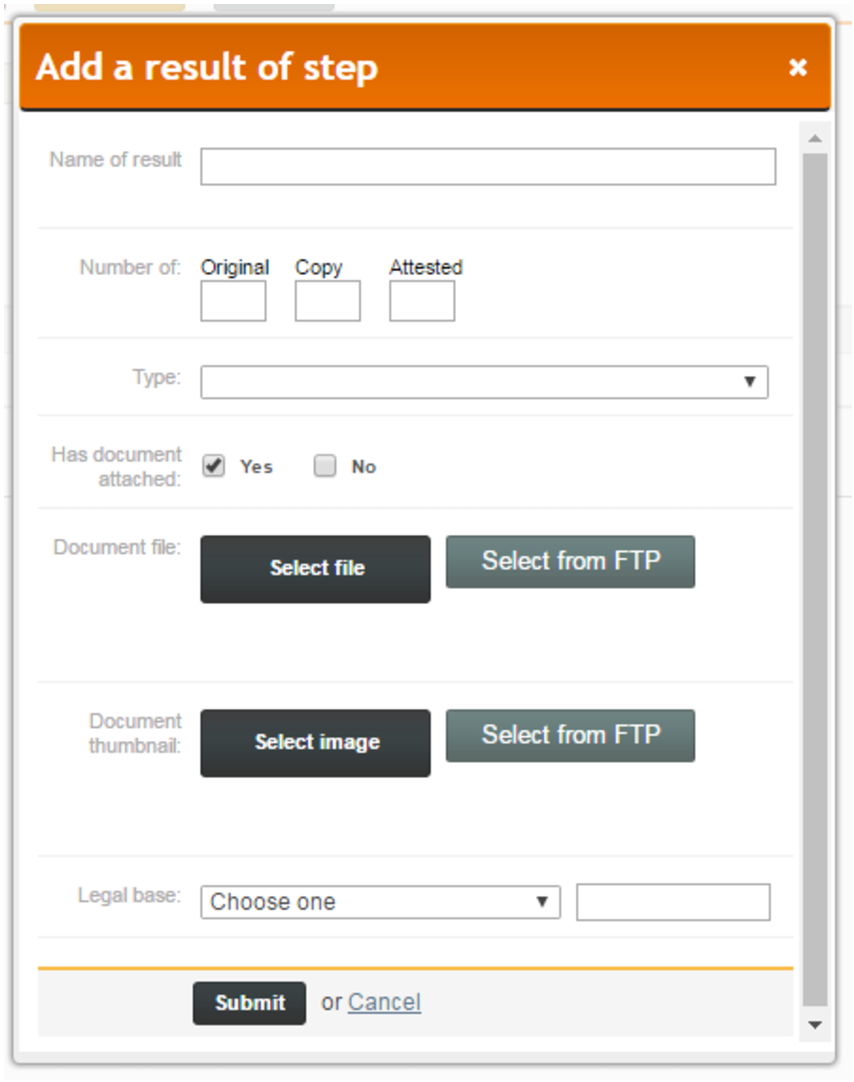 Add a result of step
Name of result
Number of: Original Copy Attested
Type:
Has document
attached:
Yes No
Document file:
Select file Select from FTP
Document
thumbnail:
Select image Select from FTP
Legal base: Choose one
Submit or Cancel